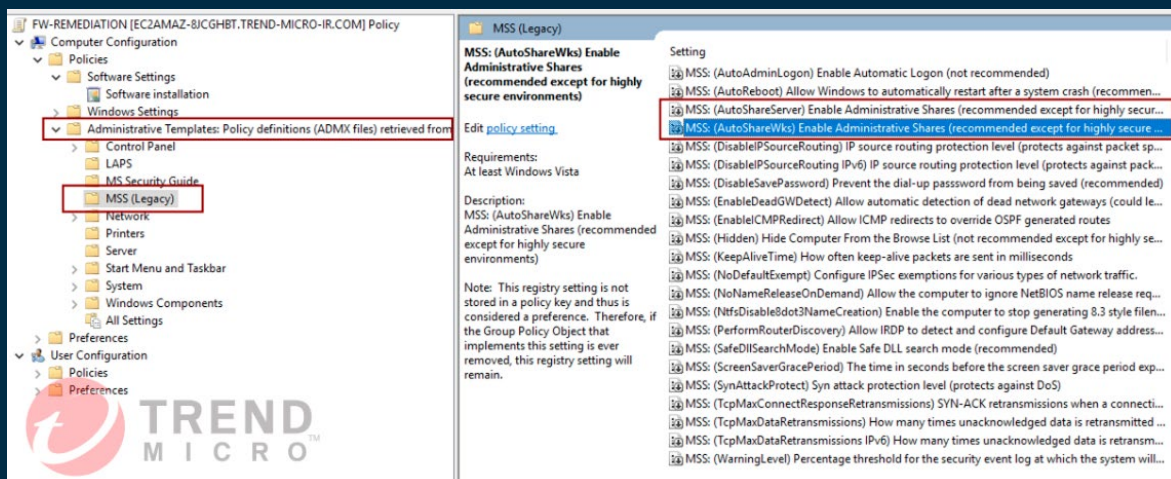 FW-REMEDIATION [EC2AMAZ-8JCGHBT.TREND-MICRO-IR.COM] Policy
Computer Configuration
Policies
Software Settings
Software installation
Windows Settings
Administrative Templates: Policy definitions (ADMX files) retrieved from
Control Panel
LAPS
MS Security Guide
MSS (Legacy)
Network
Printers
Server
Start Menu and Taskbar
System
Windows Components
All Settings
Preferences
User Configuration
Policies
Preferences
TREND
MICRO™
MSS (Legacy)
MSS: (AutoShareWks) Enable
Administrative Shares
(recommended except for highly
secure environments)
Edit policy setting
Requirements:
At least Windows Vista
Description:
MSS: (AutoShareWks) Enable
Administrative Shares (recommended
except for highly secure
environments)
Note: This registry setting is not
stored in a policy key and thus is
considered a preference. Therefore, if
the Group Policy Object that
implements this setting is ever
removed, this registry setting will
remain.
Setting
MSS: (AutoAdminLogon) Enable Automatic Logon (not recommended)
MSS: (AutoReboot) Allow Windows to automatically restart after a system crash (recommen...
MSS: (AutoShareServer) Enable Administrative Shares (recommended except for highly secur...
MSS: (AutoShareWks) Enable Administrative Shares (recommended except for highly secure ...
MSS: (DisableIPSourceRouting) IP source routing protection level (protects against packet sp...
MSS: (DisableIPSourceRouting IPv6) IP source routing protection level (protects against pack...
MSS: (DisableSavePassword) Prevent the dial-up passsword from being saved (recommended)
MSS: (EnableDeadGWDetect) Allow automatic detection of dead network gateways (could le...
MSS: (EnableICMPRedirect) Allow ICMP redirects to override OSPF generated routes
MSS: (Hidden) Hide Computer From the Browse List (not recommended except for highly se...
MSS: (KeepAliveTime) How often keep-alive packets are sent in milliseconds
MSS: (NoDefaultExempt) Configure IPSec exemptions for various types of network traffic.
MSS: (NoNameReleaseOnDemand) Allow the computer to ignore NetBIOS name release req...
MSS: (NtfsDisable8dot3NameCreation) Enable the computer to stop generating 8.3 style filen...
MSS: (PerformRouterDiscovery) Allow IRDP to detect and configure Default Gateway address...
MSS: (SafeDllSearchMode) Enable Safe DLL search mode (recommended)
MSS: (ScreenSaverGracePeriod) The time in seconds before the screen saver grace period exp...
MSS: (SynAttackProtect) Syn attack protection level (protects against DoS)
MSS: (TcpMaxConnectResponseRetransmissions) SYN-ACK retransmissions when a connecti...
MSS: (TcpMaxDataRetransmissions) How many times unacknowledged data is retransmitted ...
MSS: (TcpMaxDataRetransmissions IPv6) How many times unacknowledged data is retransm...
MSS: (WarningLevel) Percentage threshold for the security event log at which the system will...